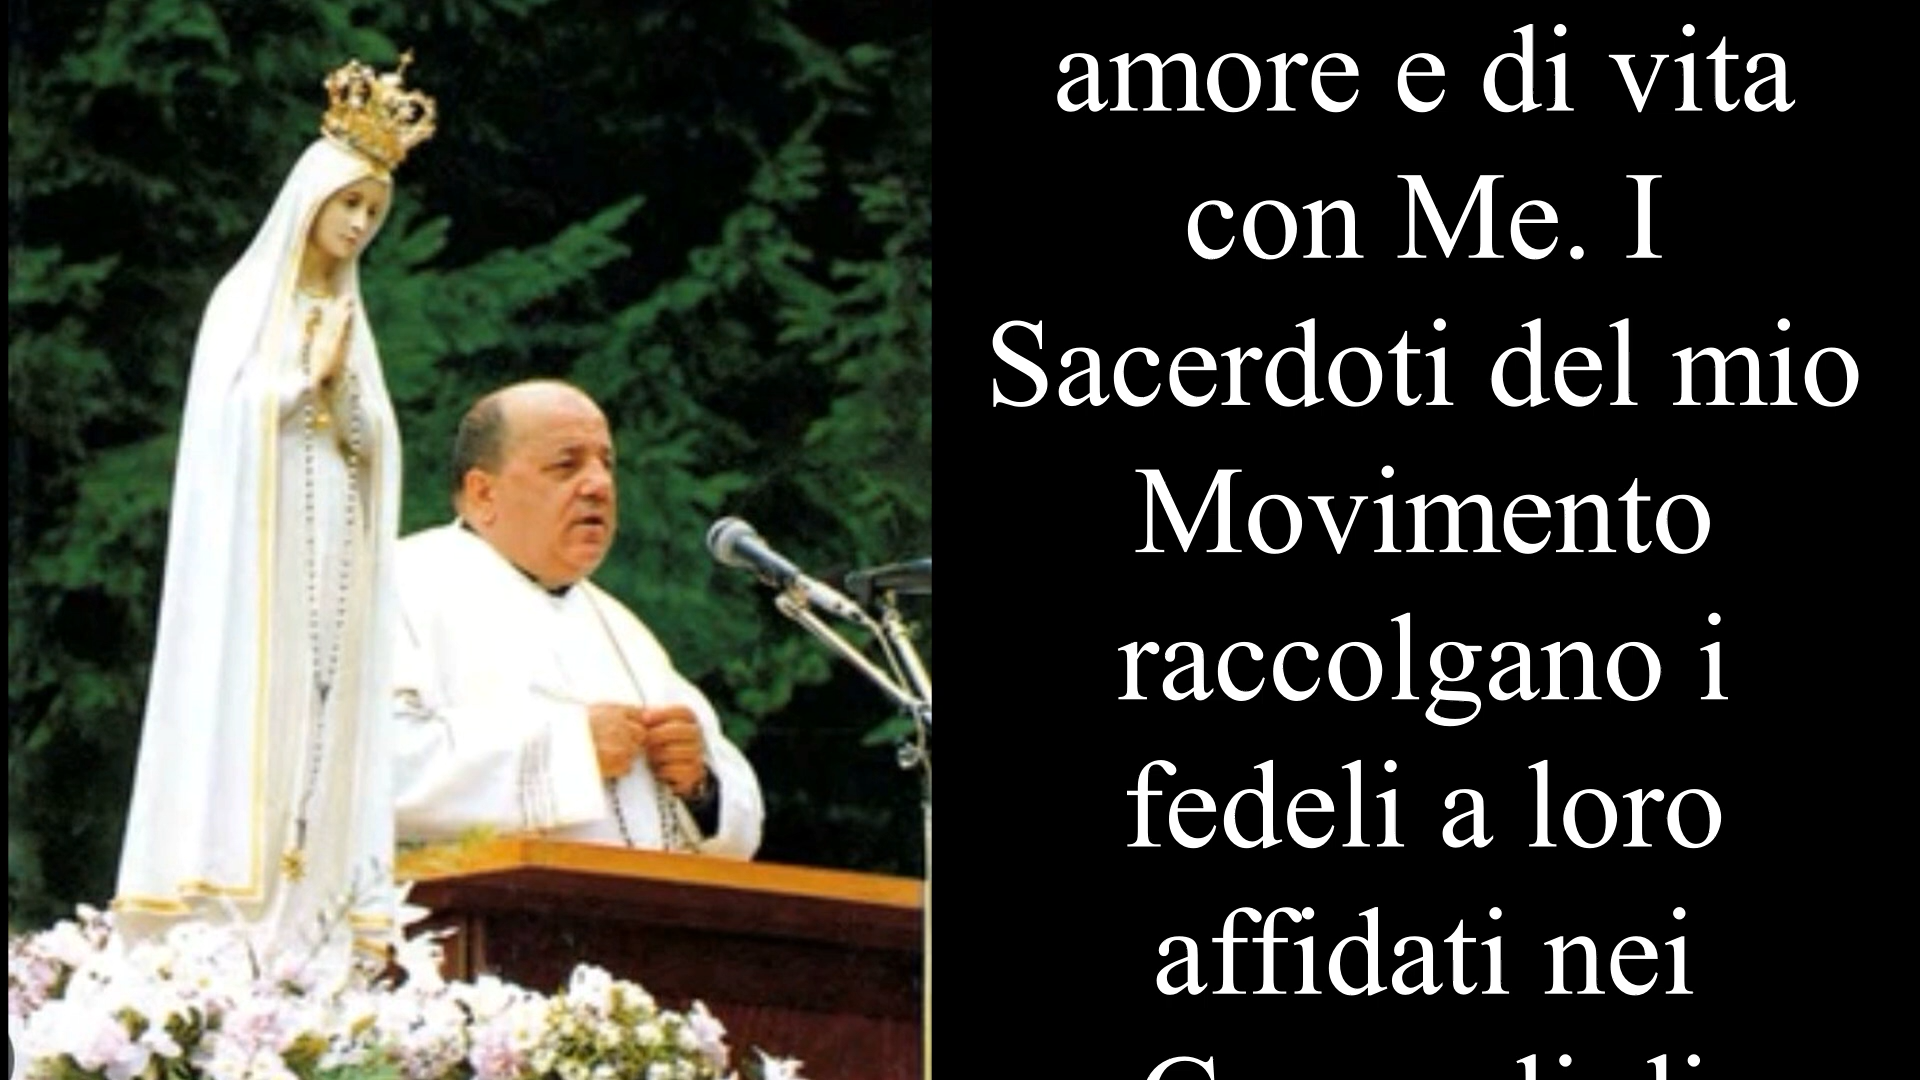 amore e di vita
con Me. I
Sacerdoti del mio
Movimento
raccolgano i
fedeli a loro
affidati nei